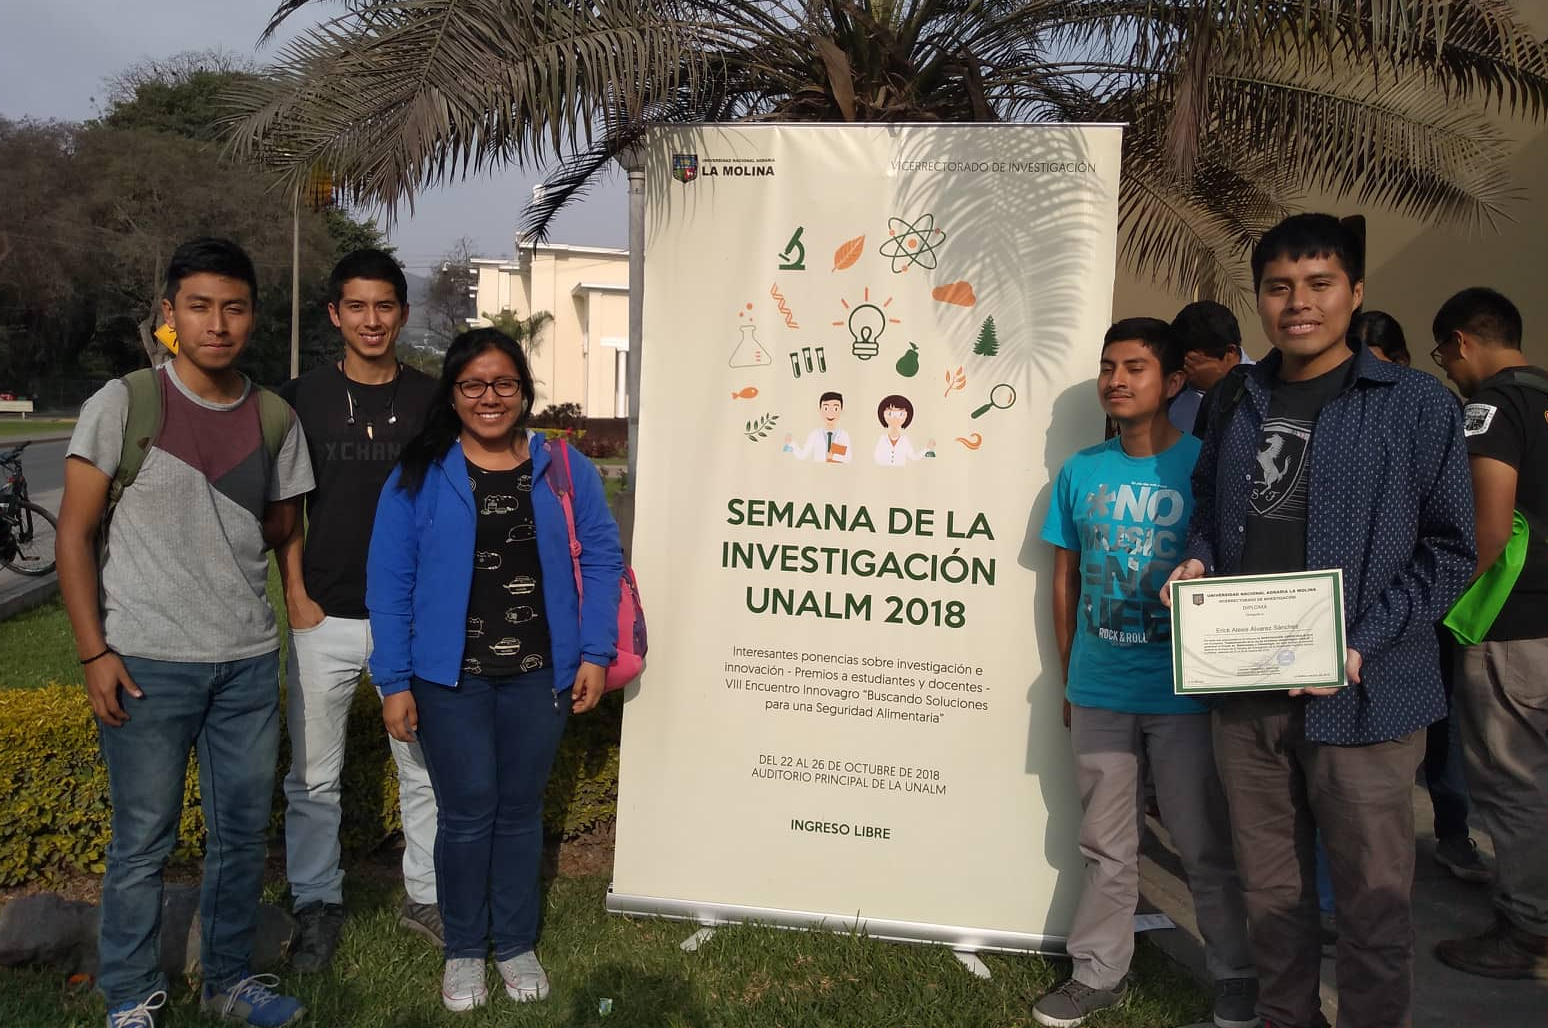 UNIVERSIDAD NACIONAL AGRARIA
LA MOLINA
VICERRECTORADO DE INVESTIGACIÓN
SEMANA DE LA
INVESTIGACIÓN
UNALM 2018
Interesantes ponencias sobre investigación e
innovación - Premios a estudiantes y docentes -
VIII Encuentro Innovagro "Buscando Soluciones
para una Seguridad Alimentaria"
DEL 22 AL 26 DE OCTUBRE DE 2018
AUDITORIO PRINCIPAL DE LA UNALM
INGRESO LIBRE
XCHAN
*NO
MUSIC
LIFE
ROCK & ROLL
S F
UNIVERSIDAD NACIONAL AGRARIA LA MOLINA
VICERRECTORADO DE INVESTIGACIÓN
DIPLOMA
Erick Alexis Alvarez Sánchez